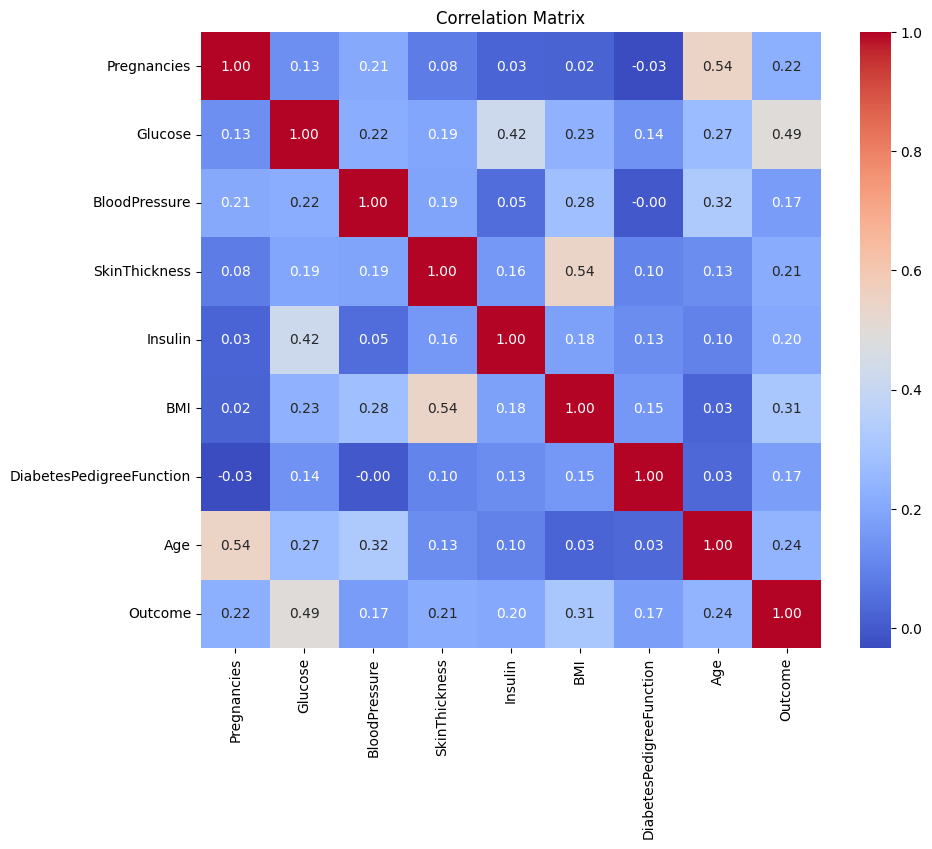 Correlation Matrix
Pregnancies 1.00 0.13 0.21 0.08 0.03 0.02 -0.03 0.54 0.22
Glucose 0.13 1.00 0.22 0.19 0.42 0.23 0.14 0.27 0.49
BloodPressure 0.21 0.22 1.00 0.19 0.05 0.28 -0.00 0.32 0.17
SkinThickness 0.08 0.19 0.19 1.00 0.16 0.54 0.10 0.13 0.21
Insulin 0.03 0.42 0.05 0.16 1.00 0.18 0.13 0.10 0.20
BMI 0.02 0.23 0.28 0.54 0.18 1.00 0.15 0.03 0.31
DiabetesPedigreeFunction -0.03 0.14 -0.00 0.10 0.13 0.15 1.00 0.03 0.17
Age 0.54 0.27 0.32 0.13 0.10 0.03 0.03 1.00 0.24
Outcome 0.22 0.49 0.17 0.21 0.20 0.31 0.17 0.24 1.00
Pregnancies
Glucose
BloodPressure
SkinThickness
Insulin
BMI
DiabetesPedigreeFunction
Age
Outcome
1.0
0.8
0.6
0.4
0.2
0.0